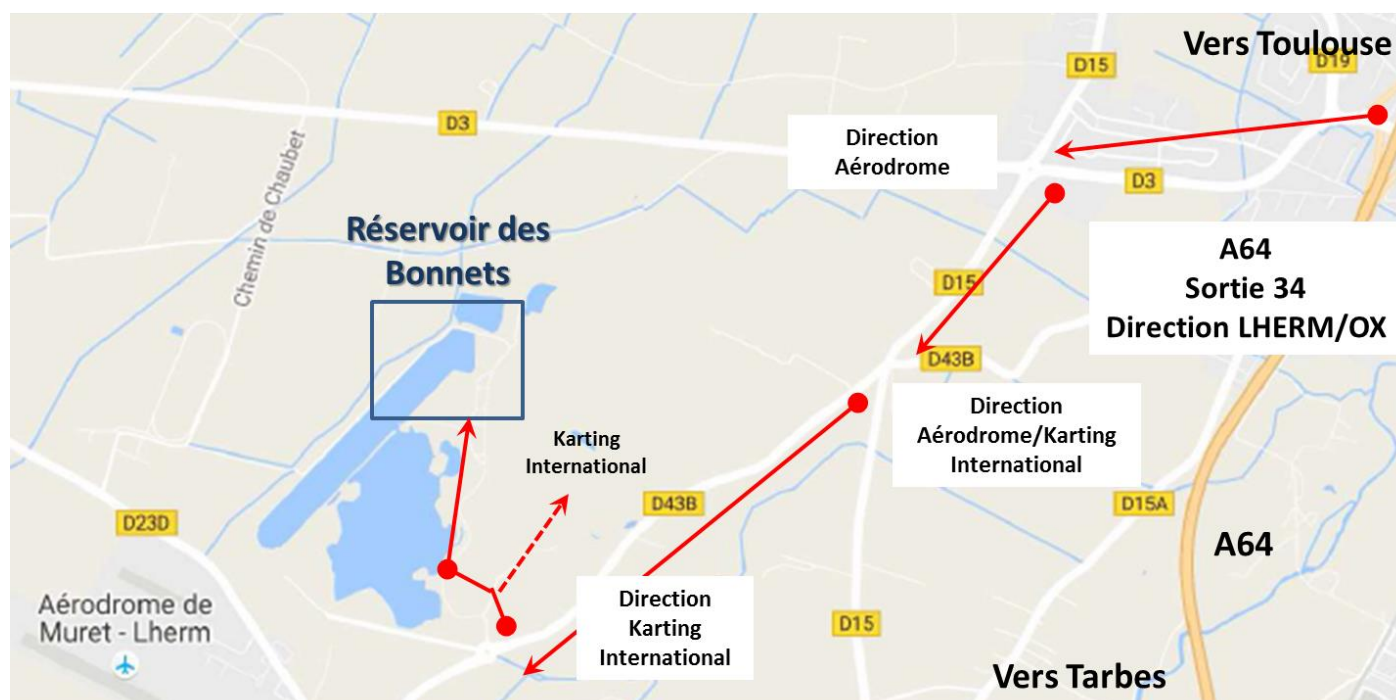 Vers Toulouse
D15
D19
D3
Direction
Aérodrome
D3
Chemin de Chaubet
A64
Sortie 34
Direction LHERM/OX
Réservoir des
Bonnets
D15
D43B
Direction
Aérodrome/Karting
International
Karting
International
D43B
D15A
D23D
A64
Direction
Karting
International
Aérodrome de
Muret - Lherm
D15
Vers Tarbes